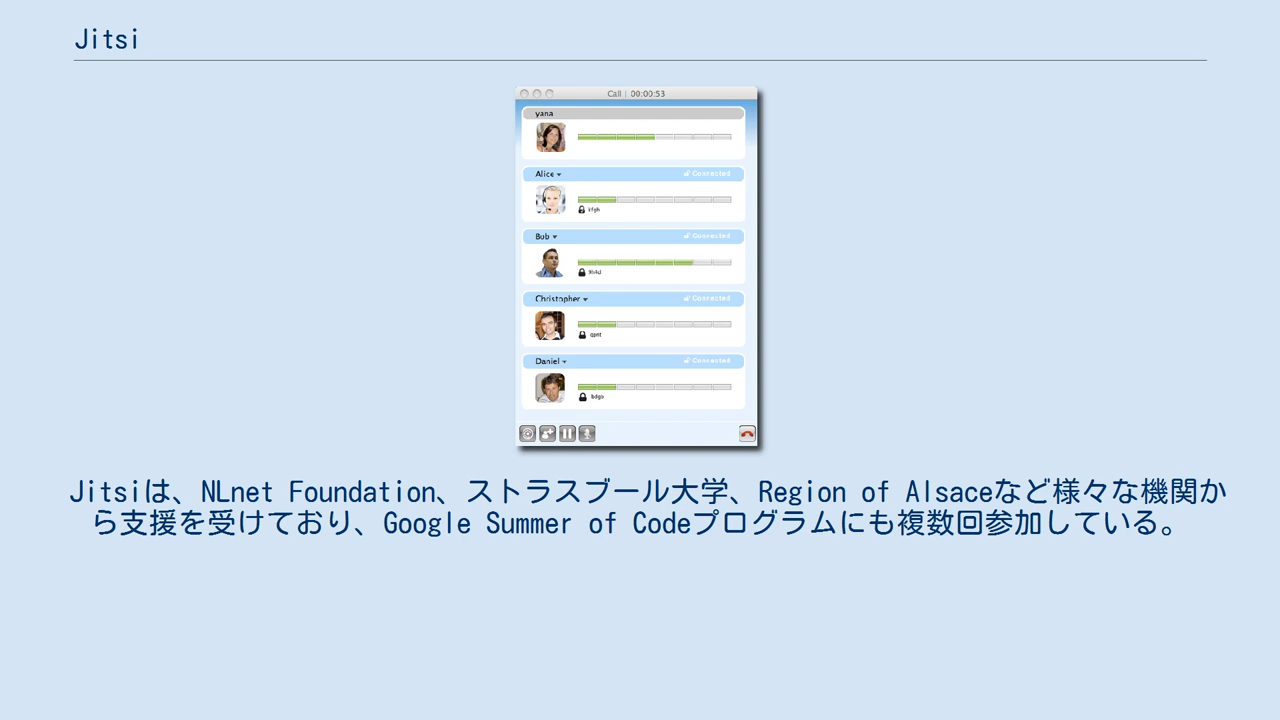 Jitsi
Call | 00:00:53
yana
Alice
Connected
Bob
Connected
Christopher
Connected
qpnt
Daniel
Connected
bdgo
Jitsiは、NLnet Foundation、ストラスブール大学、Region of Alsaceなど様々な機関か
ら支援を受けており、Google Summer of Codeプログラムにも複数回参加している。